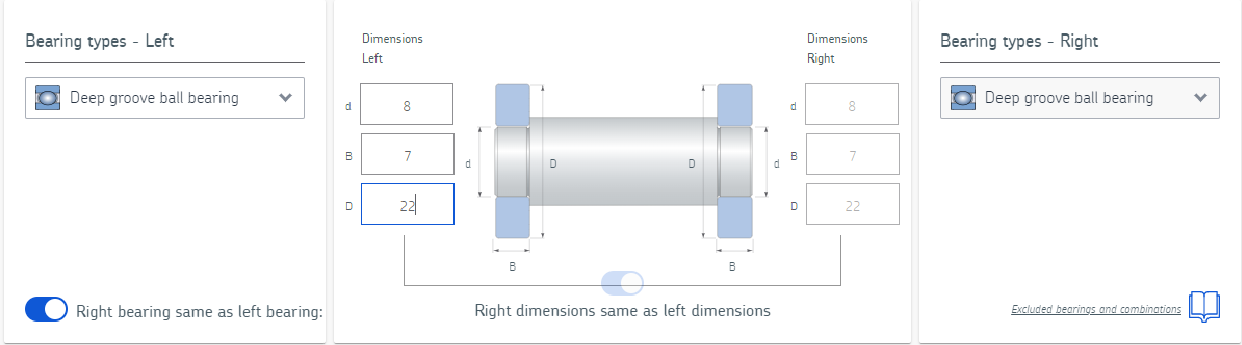 Bearing types - Left
Deep groove ball bearing
Right bearing same as left bearing:
Dimensions
Left
d
8
B
7
D
22
d
D
B
D
d
B
Dimensions
Right
d
8
B
7
D
22
Right dimensions same as left dimensions
Bearing types - Right
Deep groove ball bearing
Excluded bearings and combinations